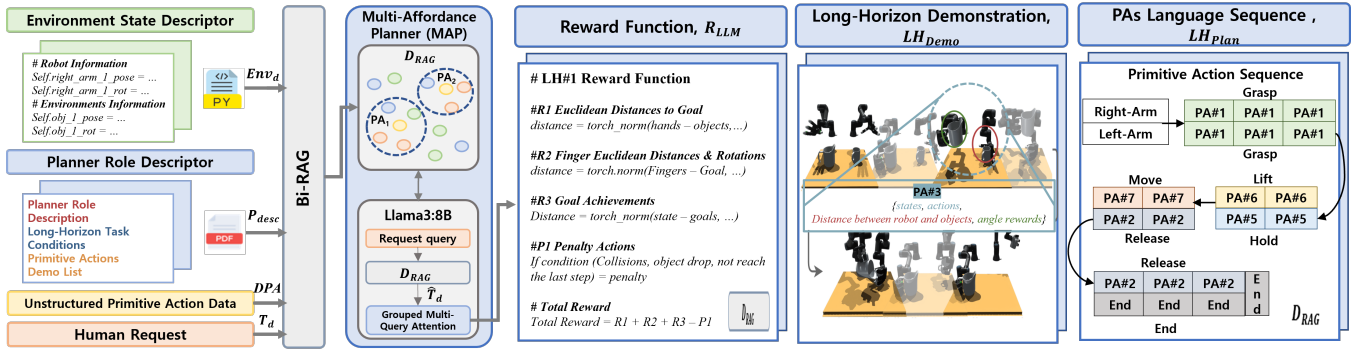 Environment State Descriptor
# Robot Information
Self.right_arm_1_pose = ...
Self.right_arm_1_rot = ...
# Environments Information
Self.obj_1_pose = ...
Self.obj_1_rot = ...
</>
PY
Env_d
Planner Role Descriptor
Planner Role
Description
Long-Horizon Task
Conditions
Primitive Actions
Demo List
PDF
P_desc
Unstructured Primitive Action Data
DPA
Human Request
T_d
Bi-RAG
Multi-Affordance
Planner (MAP)
D_RAG
PA_2
PA_1
Llama3:8B
Request query
D_RAG
T̂_d
Grouped Multi-
Query Attention
Reward Function, R_LLM
# LH#1 Reward Function
#R1 Euclidean Distances to Goal
distance = torch_norm(hands – objects,...)
#R2 Finger Euclidean Distances & Rotations
distance = torch.norm(Fingers – Goal, ...)
#R3 Goal Achievements
Distance = torch_norm(state – goals, ...)
#P1 Penalty Actions
If condition (Collisions, object drop, not reach
the last step) = penalty
# Total Reward
Total Reward = R1 + R2 + R3 – P1
D_RAG
Long-Horizon Demonstration,
LH_Demo
PA#3
{states, actions,
Distance between robot and objects, angle rewards}
PAs Language Sequence ,
LH_Plan
Primitive Action Sequence
Grasp
Right-Arm
PA#1 PA#1 PA#1
Left-Arm
PA#1 PA#1 PA#1
Grasp
Move
Lift
PA#7 PA#7
PA#6 PA#6
PA#2 PA#2
PA#5 PA#5
Release
Hold
Release
PA#2 PA#2 PA#2
End End End
End
End
D_RAG